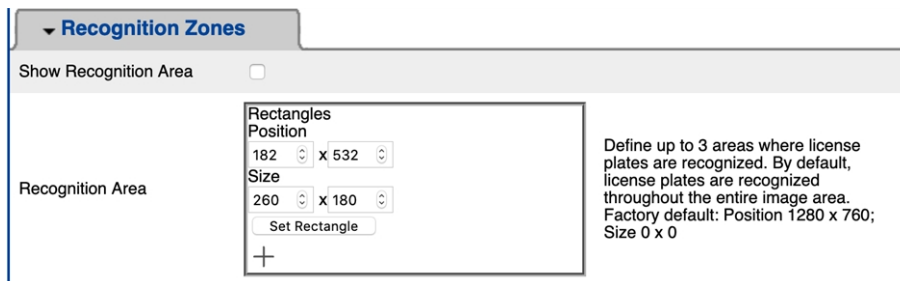 Recognition Zones
Show Recognition Area
Recognition Area
Rectangles
Position
182 x 532
Size
260 x 180
Set Rectangle
Define up to 3 areas where license
plates are recognized. By default,
license plates are recognized
throughout the entire image area.
Factory default: Position 1280 x 760;
Size 0 x 0